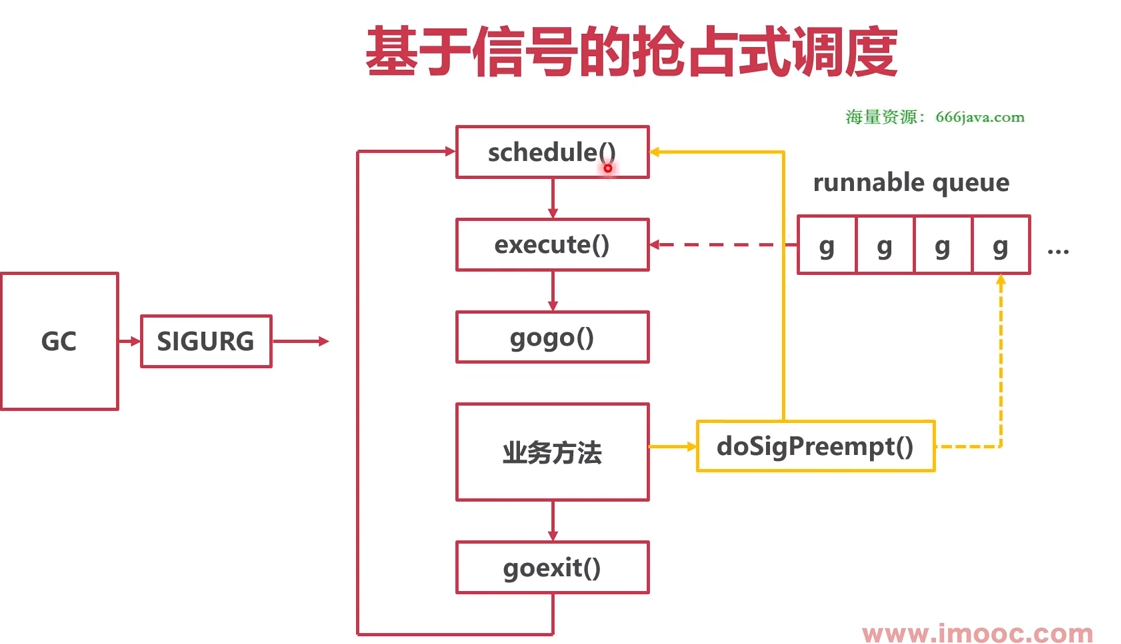 基于信号的抢占式调度
海量资源：666java.com
schedule()
runnable queue
execute()
g g g g ...
GC
SIGURG
gogo()
业务方法
doSigPreempt()
goexit()
www.imooc.com